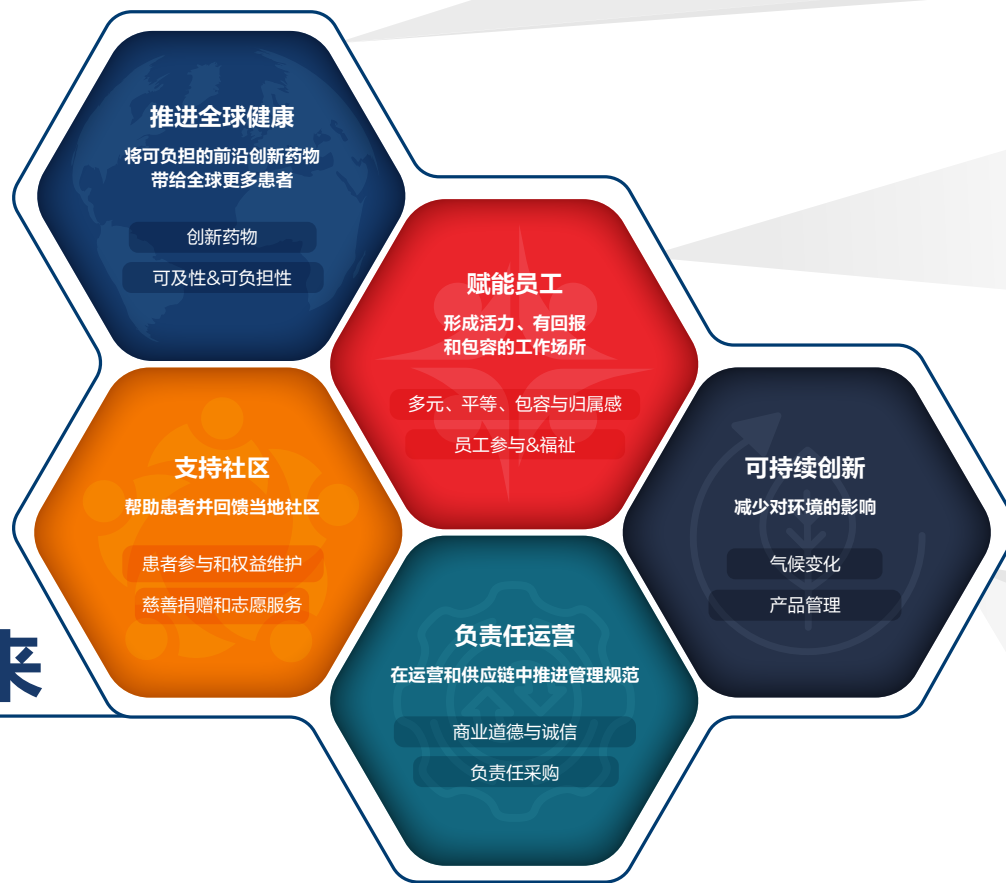 推进全球健康
将可负担的前沿创新药物
带给全球更多患者
创新药物
可及性&可负担性
赋能员工
形成活力、有回报
和包容的工作场所
多元、平等、包容与归属感
员工参与&福祉
支持社区
帮助患者并回馈当地社区
患者参与和权益维护
慈善捐赠和志愿服务
可持续创新
减少对环境的影响
气候变化
产品管理
负责任运营
在运营和供应链中推进管理规范
商业道德与诚信
负责任采购
来